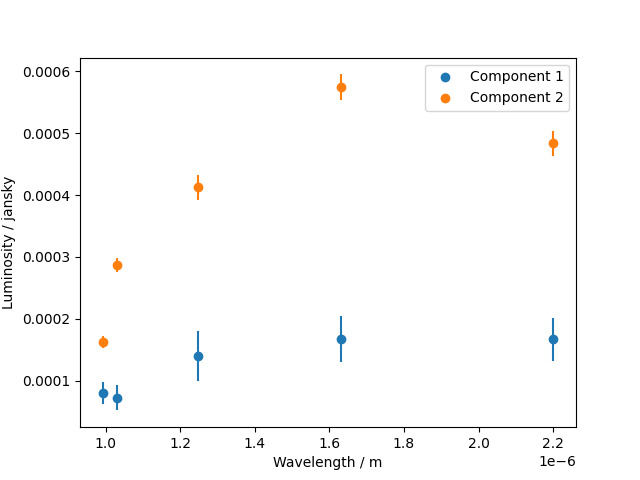 Component 1
Component 2
0.0006
0.0005
0.0004
0.0003
0.0002
0.0001
Luminosity / jansky
1.0 1.2 1.4 1.6 1.8 2.0 2.2
1e−6
Wavelength / m